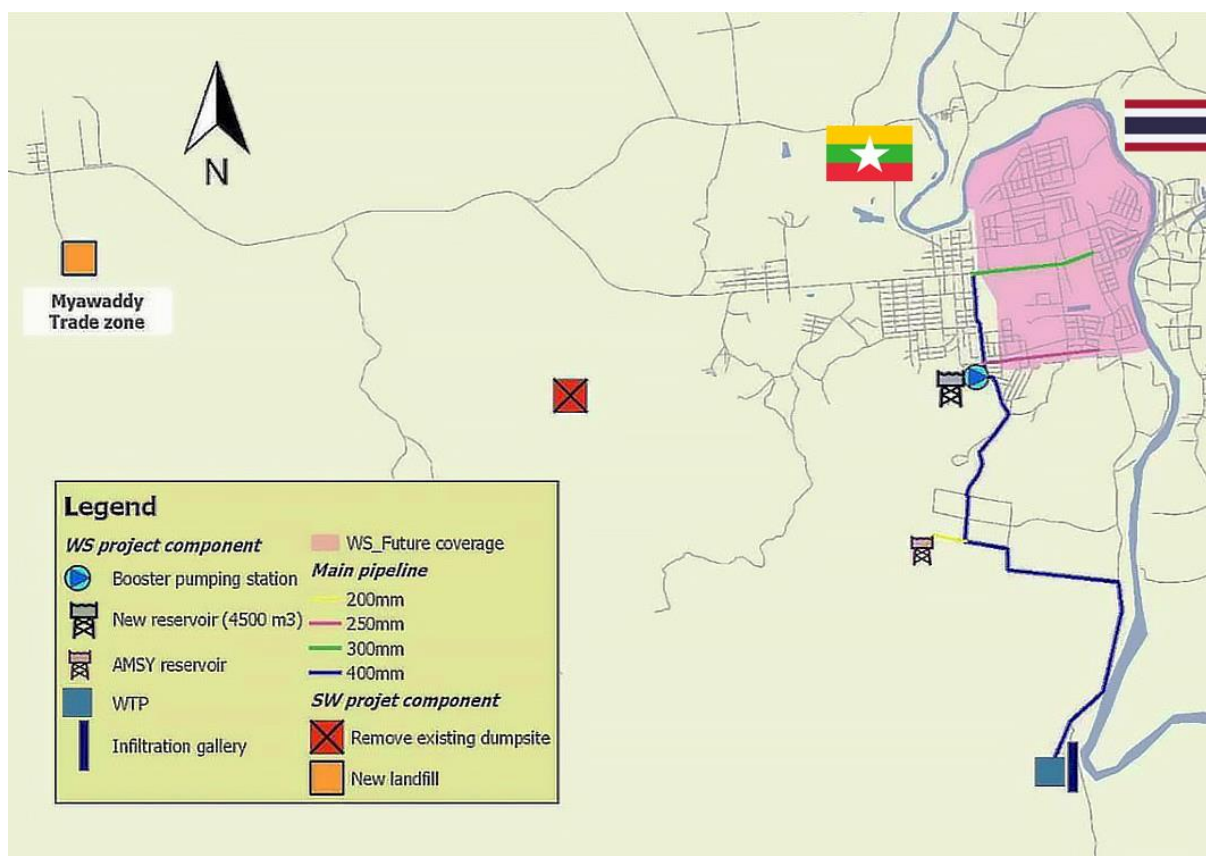 N
Myawaddy
Trade zone
Legend
WS project component
Booster pumping station
New reservoir (4500 m3)
AMSY reservoir
WTP
Infiltration gallery
WS_Future coverage
Main pipeline
200mm
250mm
300mm
400mm
SW projet component
Remove existing dumpsite
New landfill